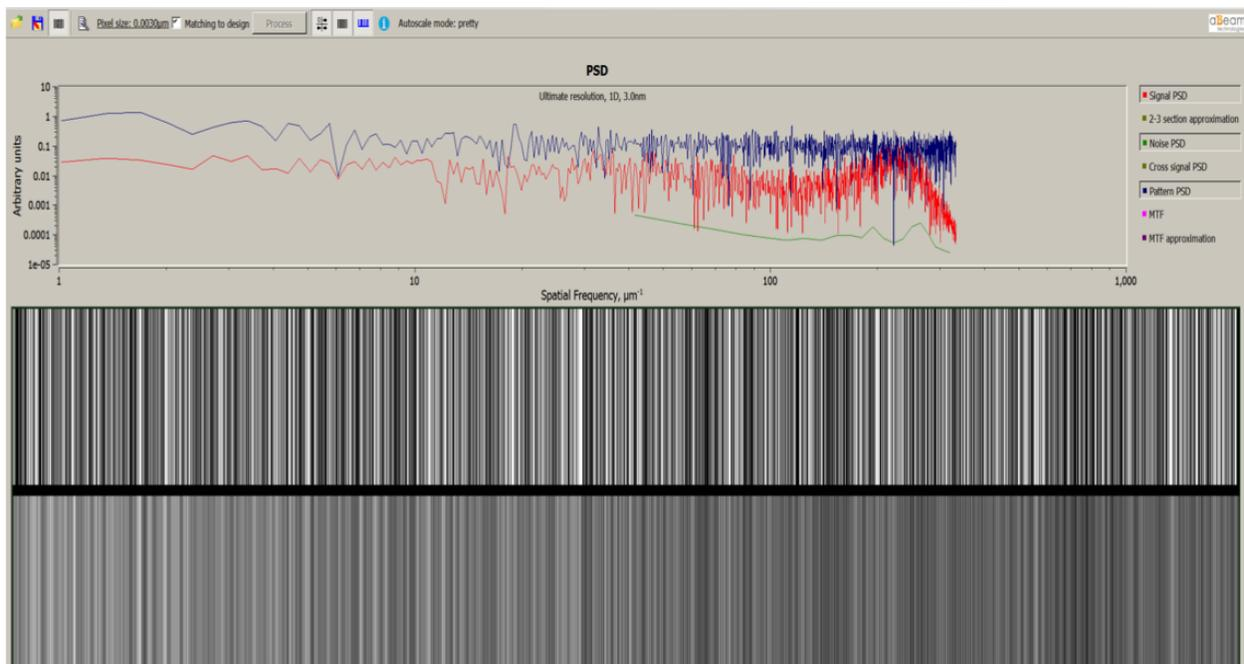 Pixel size: 0.0030µm Matching to design Process Autoscale mode: pretty
aBeam
technologies
PSD
Ultimate resolution, 1D, 3.0nm
Arbitrary units
10
1
0.1
0.01
0.001
0.0001
1e-05
1 10 100 1,000
Spatial Frequency, µm⁻¹
Signal PSD
2-3 section approximation
Noise PSD
Cross signal PSD
Pattern PSD
MTF
MTF approximation